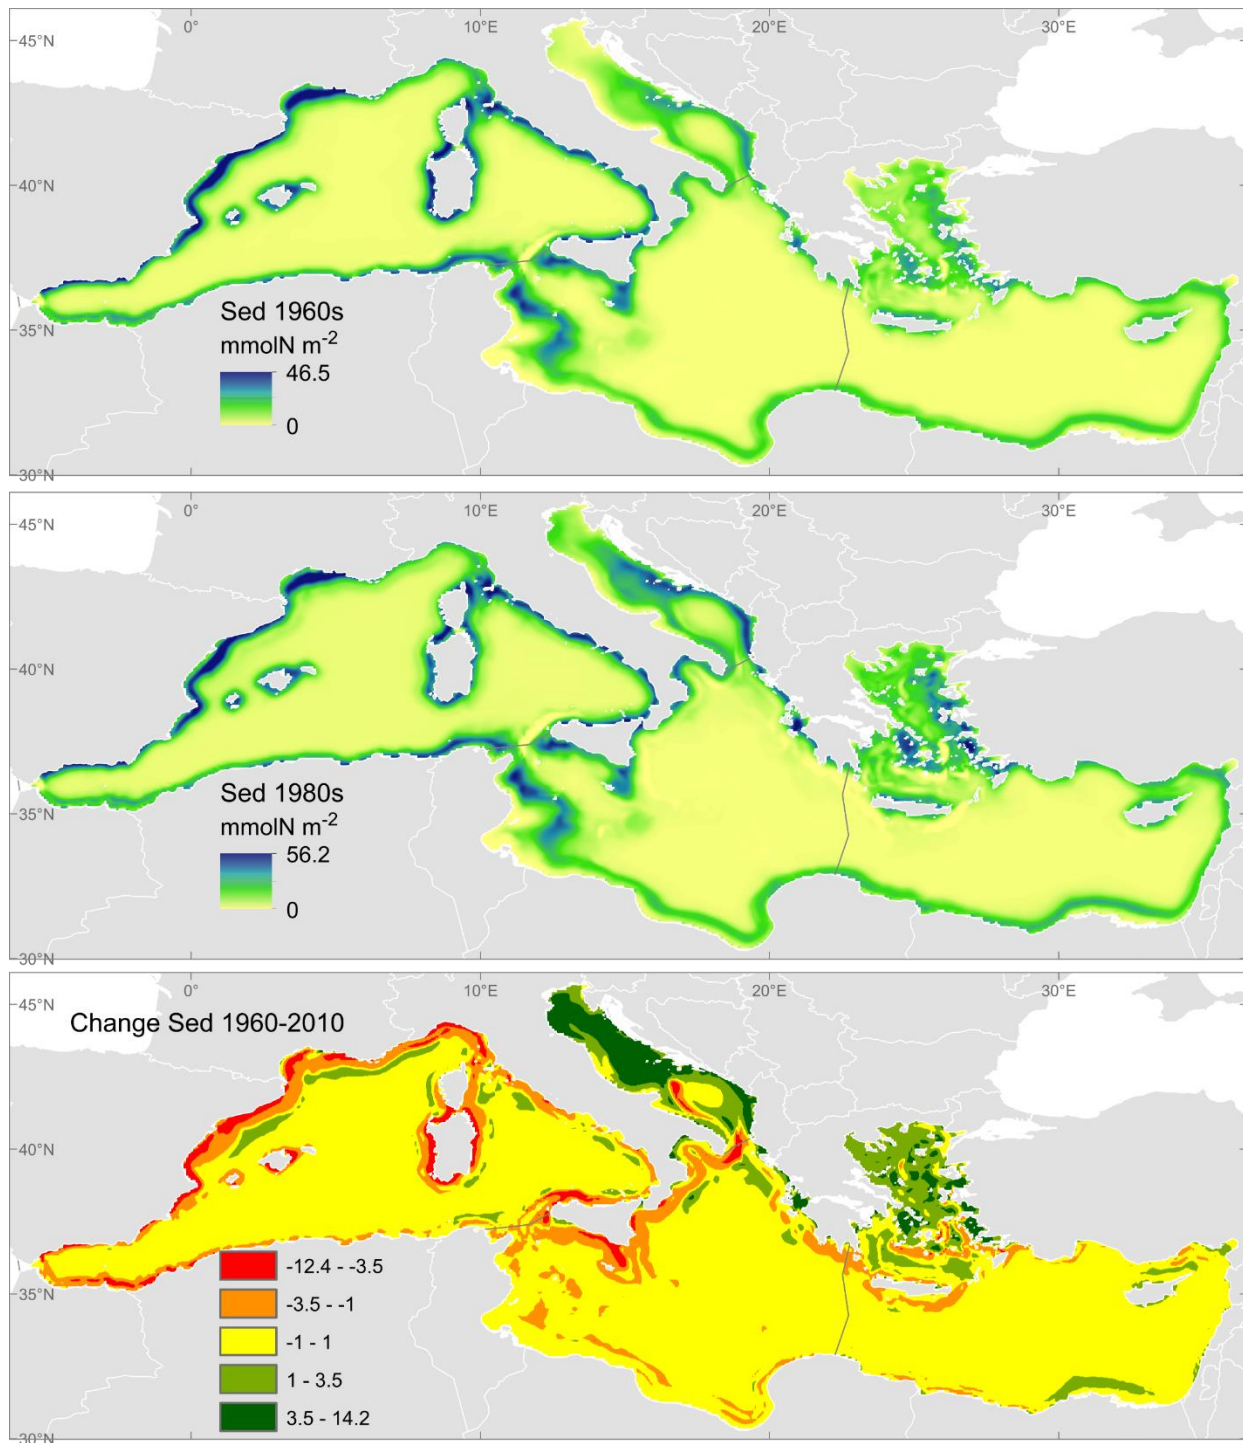 0° 10°E 20°E 30°E
45°N
40°N
35°N
30°N
Sed 1960s
mmolN m-2
46.5
0
0° 10°E 20°E 30°E
45°N
40°N
35°N
30°N
Sed 1980s
mmolN m-2
56.2
0
0° 10°E 20°E 30°E
45°N
Change Sed 1960-2010
40°N
35°N
30°N
-12.4 - -3.5
-3.5 - -1
-1 - 1
1 - 3.5
3.5 - 14.2